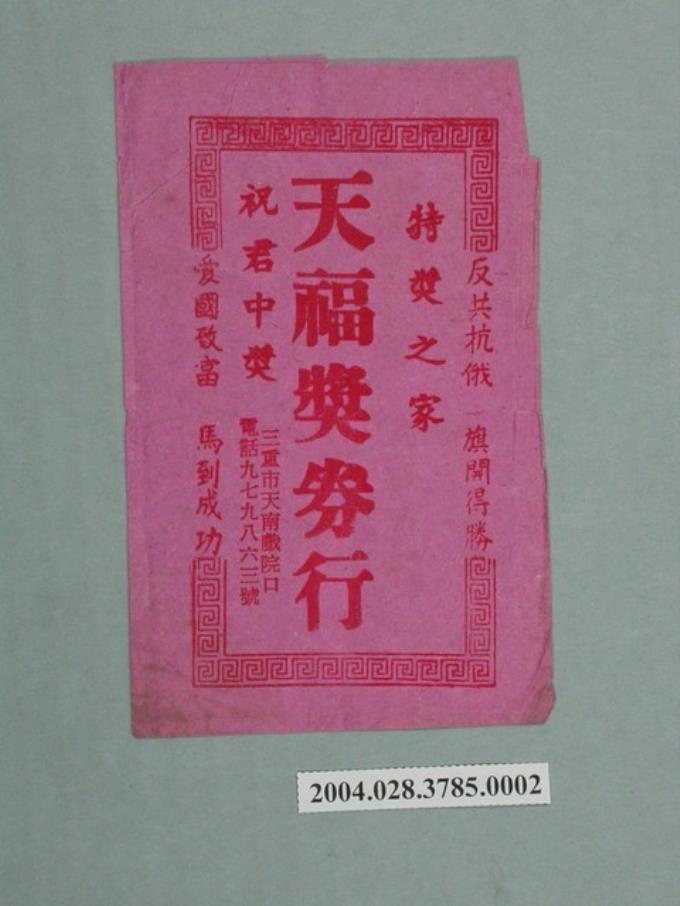 反共抗俄 旗開得勝
特獎之家
天福獎券行
三重市天南戲院口
電話九七九八六三號
祝君中獎
愛國致富 馬到成功
2004.028.3785.0002